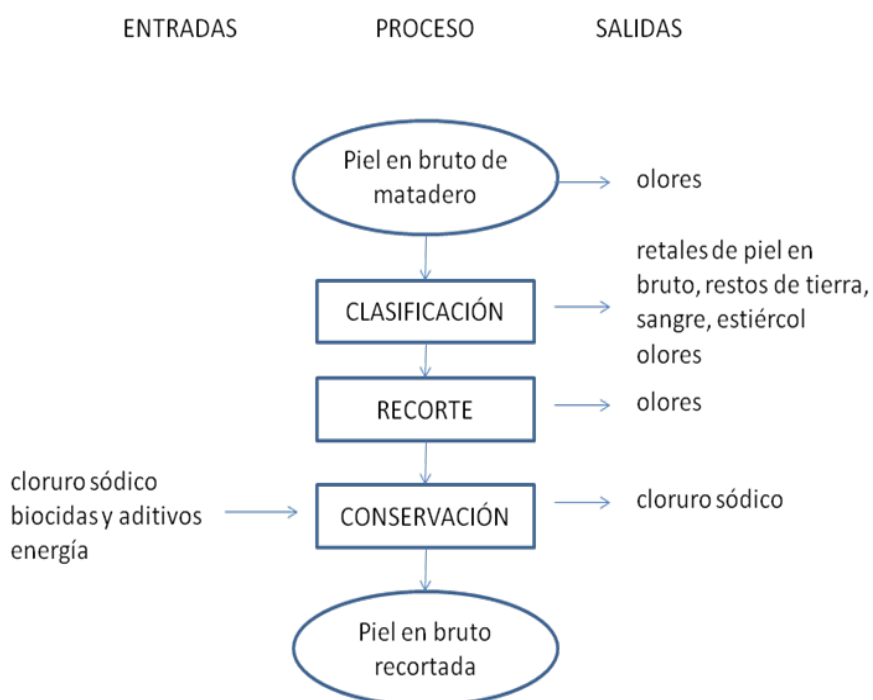 ENTRADAS PROCESO SALIDAS
Piel en bruto de
matadero
olores
retales de piel en
bruto, restos de tierra,
sangre, estiércol
olores
CLASIFICACIÓN
RECORTE
olores
cloruro sódico
biocidas y aditivos
energía
CONSERVACIÓN
cloruro sódico
Piel en bruto
recortada